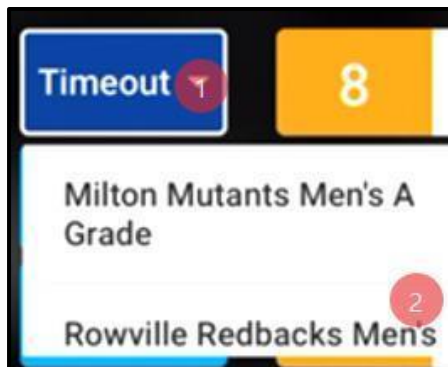 Timeout 1
8
Milton Mutants Men's A
Grade
2
Rowville Redbacks Men's